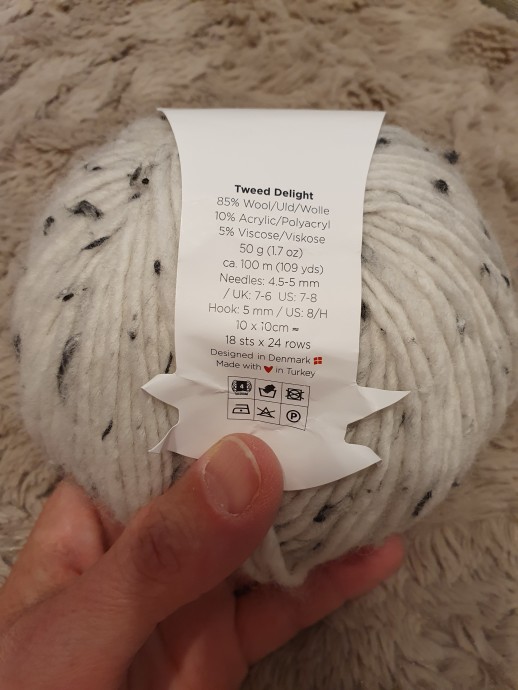 Tweed Delight
85% Wool/Uld/Wolle
10% Acrylic/Polyacryl
5% Viscose/Viskose
50 g (1.7 oz)
ca. 100 m (109 yds)
Needles: 4.5-5 mm
/ UK: 7-6 US: 7-8
Hook: 5 mm / US: 8/H
10 x 10cm ≈
18 sts x 24 rows
Designed in Denmark
Made with ❤ in Turkey
4
P